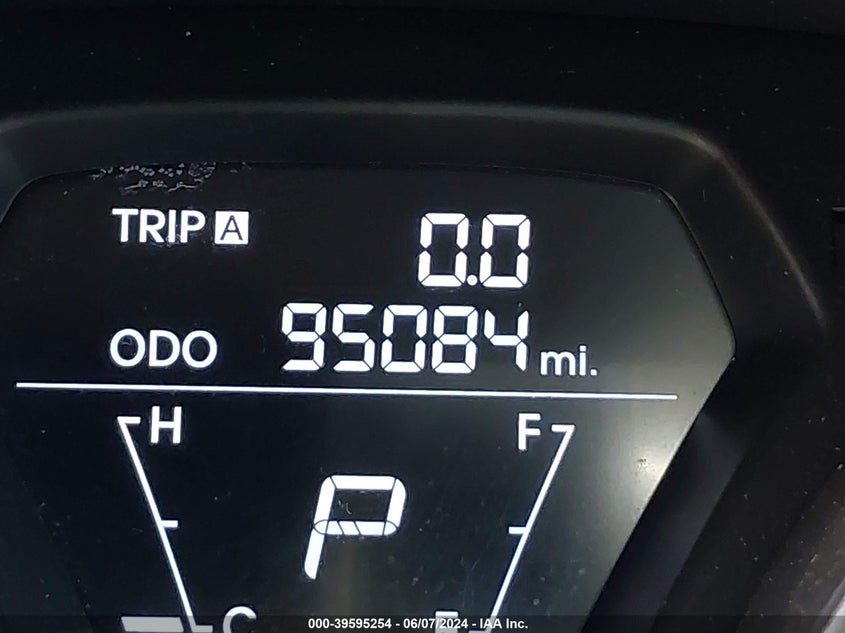 TRIP A 0.0
ODO 95084 mi.
H F
P
C E
000-39595254 - 06/07/2024 - IAA Inc.